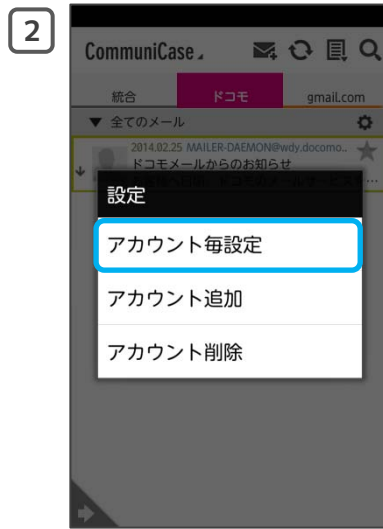 2
CommuniCase
統合 ドコモ gmail.com
▼ 全てのメール
2014.02.25 MAILER-DAEMON@wdy.docomo..
ドコモメールからのお知らせ
設定
アカウント毎設定
アカウント追加
アカウント削除